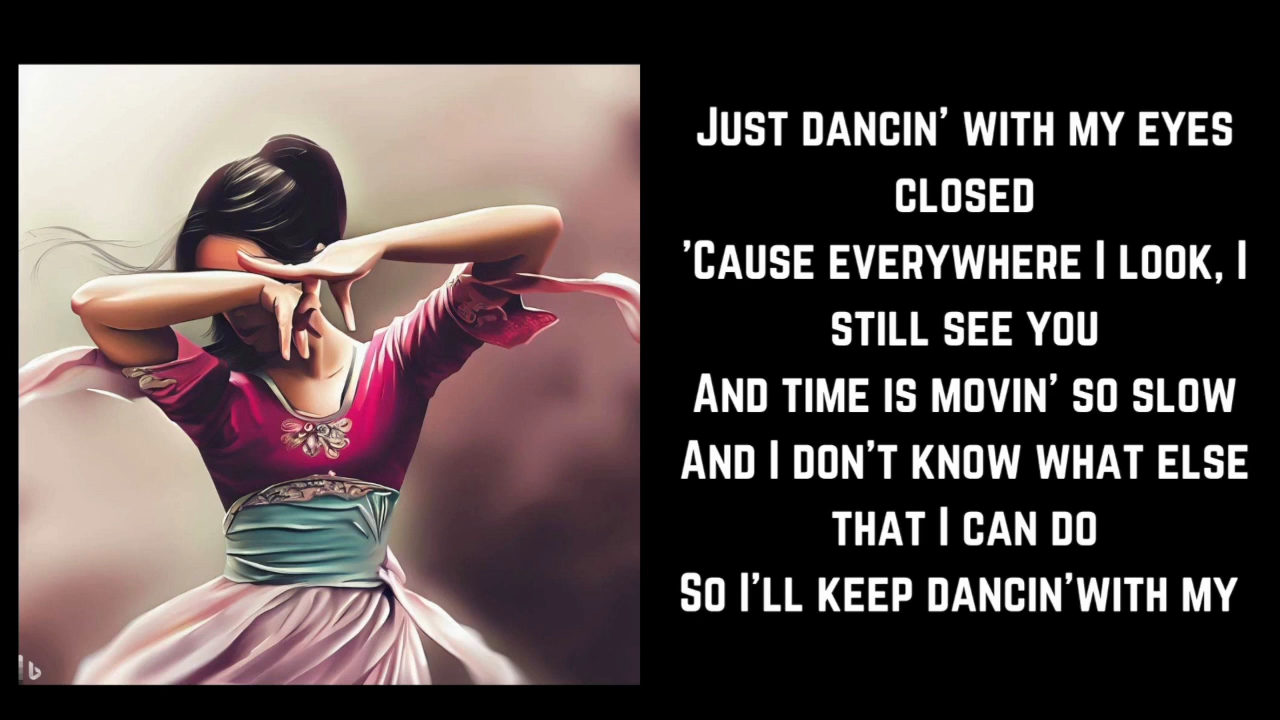 Just dancin' with my eyes
closed
'Cause everywhere I look, I
still see you
And time is movin' so slow
And I don't know what else
that I can do
So I'll keep dancin'with my